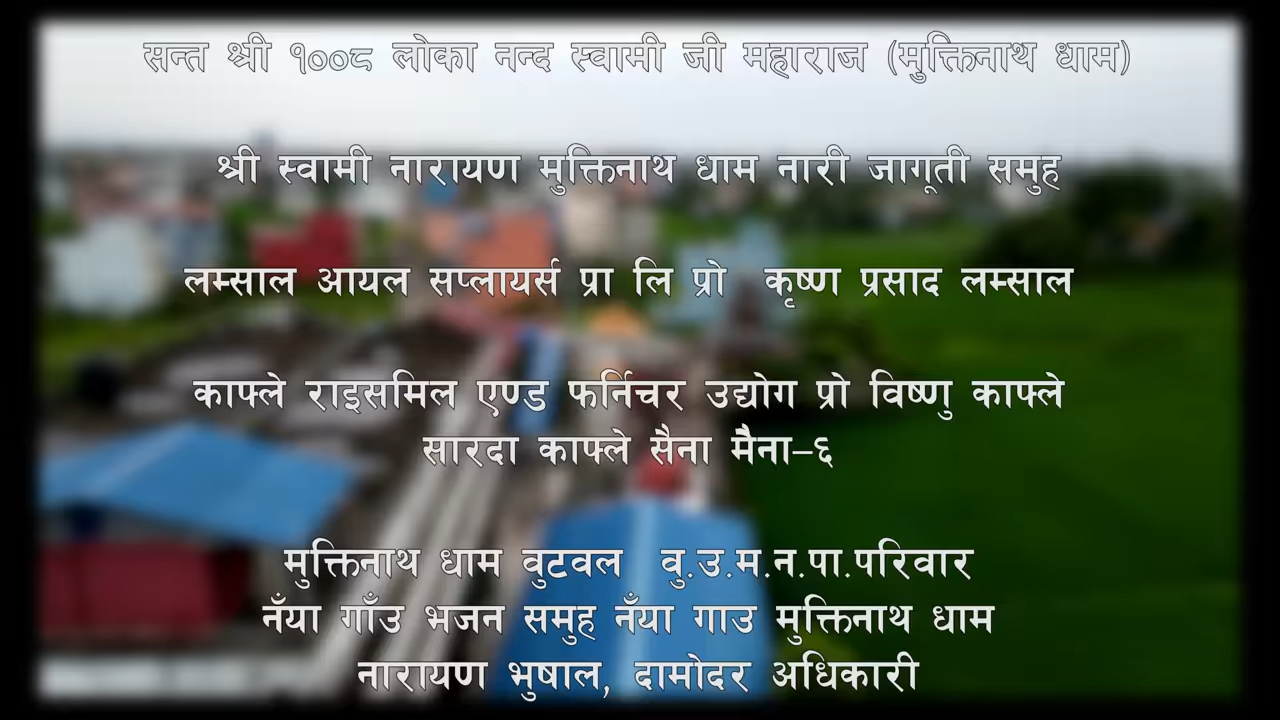 सन्त श्री १००८ लोका नन्द स्वामी जी महाराज (मुक्तिनाथ धाम)
श्री स्वामी नारायण मुक्तिनाथ धाम नारी जागूती समुह
लम्साल आयल सप्लायर्स प्रा लि प्रो कृष्ण प्रसाद लम्साल
काफ्ले राइसमिल एण्ड फर्निचर उद्योग प्रो विष्णु काफ्ले
सारदा काफ्ले सैना मैना–६
मुक्तिनाथ धाम वुटवल वु.उ.म.न.पा.परिवार
नँया गाँउ भजन समुह नँया गाउ मुक्तिनाथ धाम
नारायण भुषाल, दामोदर अधिकारी